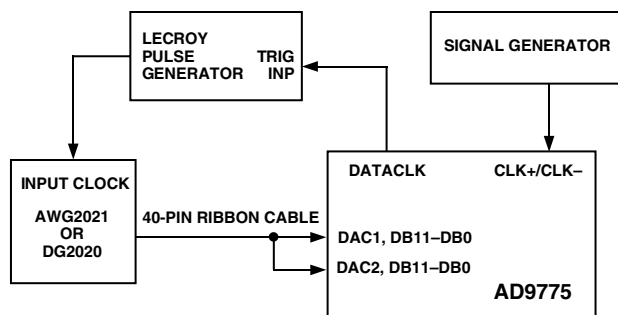 LECROY
PULSE
GENERATOR
TRIG
INP
SIGNAL GENERATOR
INPUT CLOCK
AWG2021
OR
DG2020
40-PIN RIBBON CABLE
DATACLK
CLK+/CLK–
DAC1, DB11–DB0
DAC2, DB11–DB0
AD9775